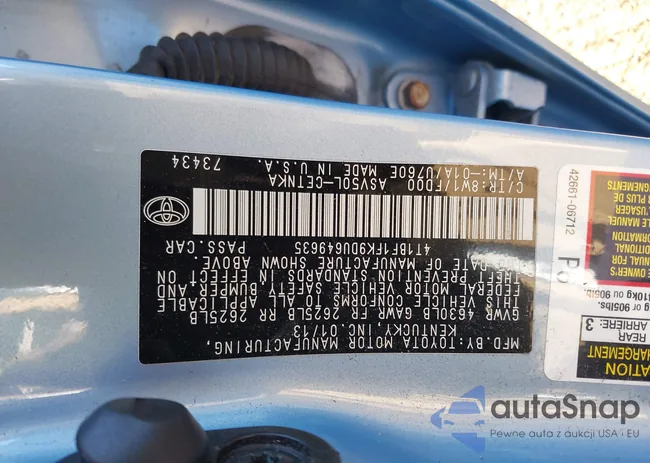 MFD.BY:TOYOTA MOTOR MANUFACTURING,
KENTUCKY, INC.01/13
GVWR 4630LB GAWR FR 2625LB RR 2625LB
THIS VEHICLE CONFORMS TO ALL APPLICABLE
FEDERAL MOTOR VEHICLE SAFETY, BUMPER, AND
THEFT PREVENTION STANDARDS IN EFFECT ON
THE DATE OF MANUFACTURE SHOWN ABOVE.
4T1BF1FK9DU649635 PASS.CAR
ASV50L-CETNKA
C/TR:8W1/FD00
A/TM:-01A/U760E MADE IN U.S.A.
73434
42661-06712
autaSnap
Pewne auta z aukcji USA i EU
REAR
ARRIÈRE: 3